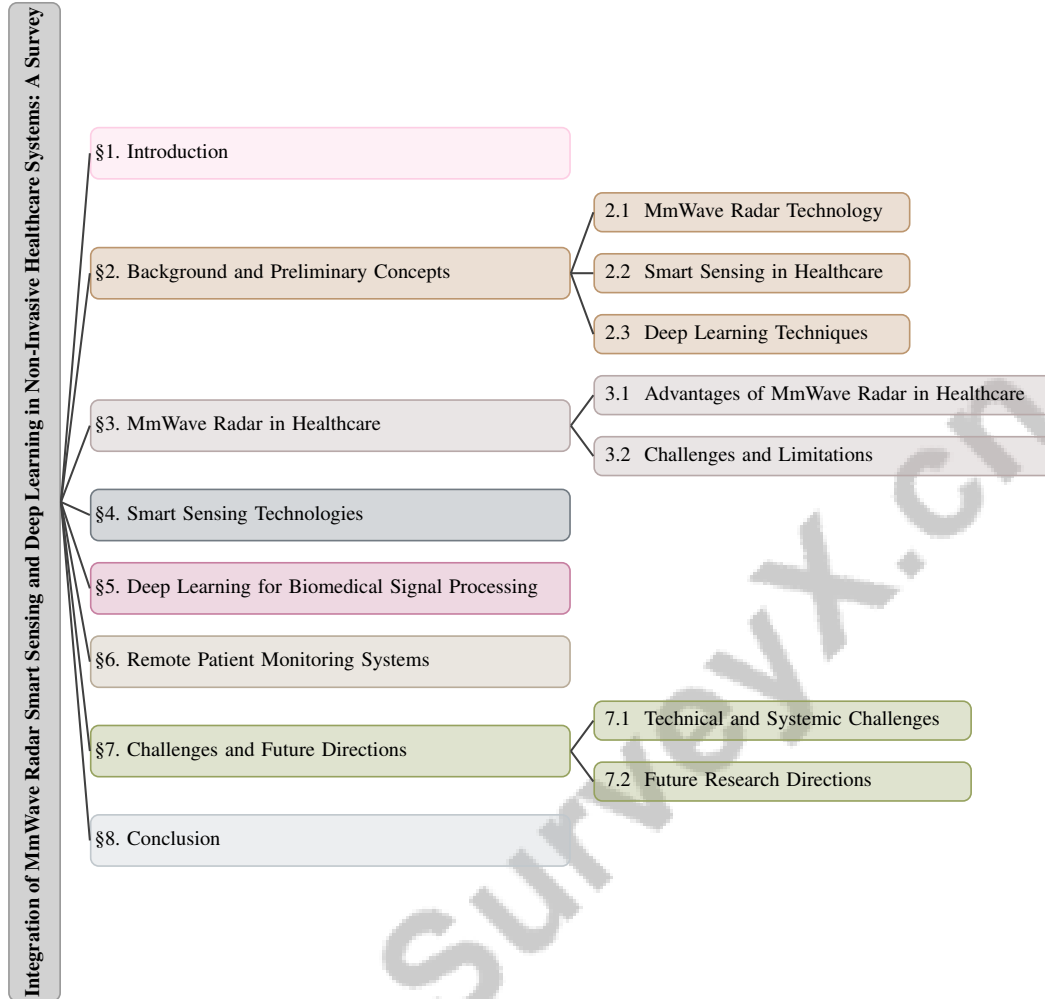 Integration of MmWave Radar Smart Sensing and Deep Learning in Non-Invasive Healthcare Systems: A Survey
§1. Introduction
§2. Background and Preliminary Concepts
2.1 MmWave Radar Technology
2.2 Smart Sensing in Healthcare
2.3 Deep Learning Techniques
§3. MmWave Radar in Healthcare
3.1 Advantages of MmWave Radar in Healthcare
3.2 Challenges and Limitations
§4. Smart Sensing Technologies
§5. Deep Learning for Biomedical Signal Processing
§6. Remote Patient Monitoring Systems
§7. Challenges and Future Directions
7.1 Technical and Systemic Challenges
7.2 Future Research Directions
§8. Conclusion
SurveyX.cn